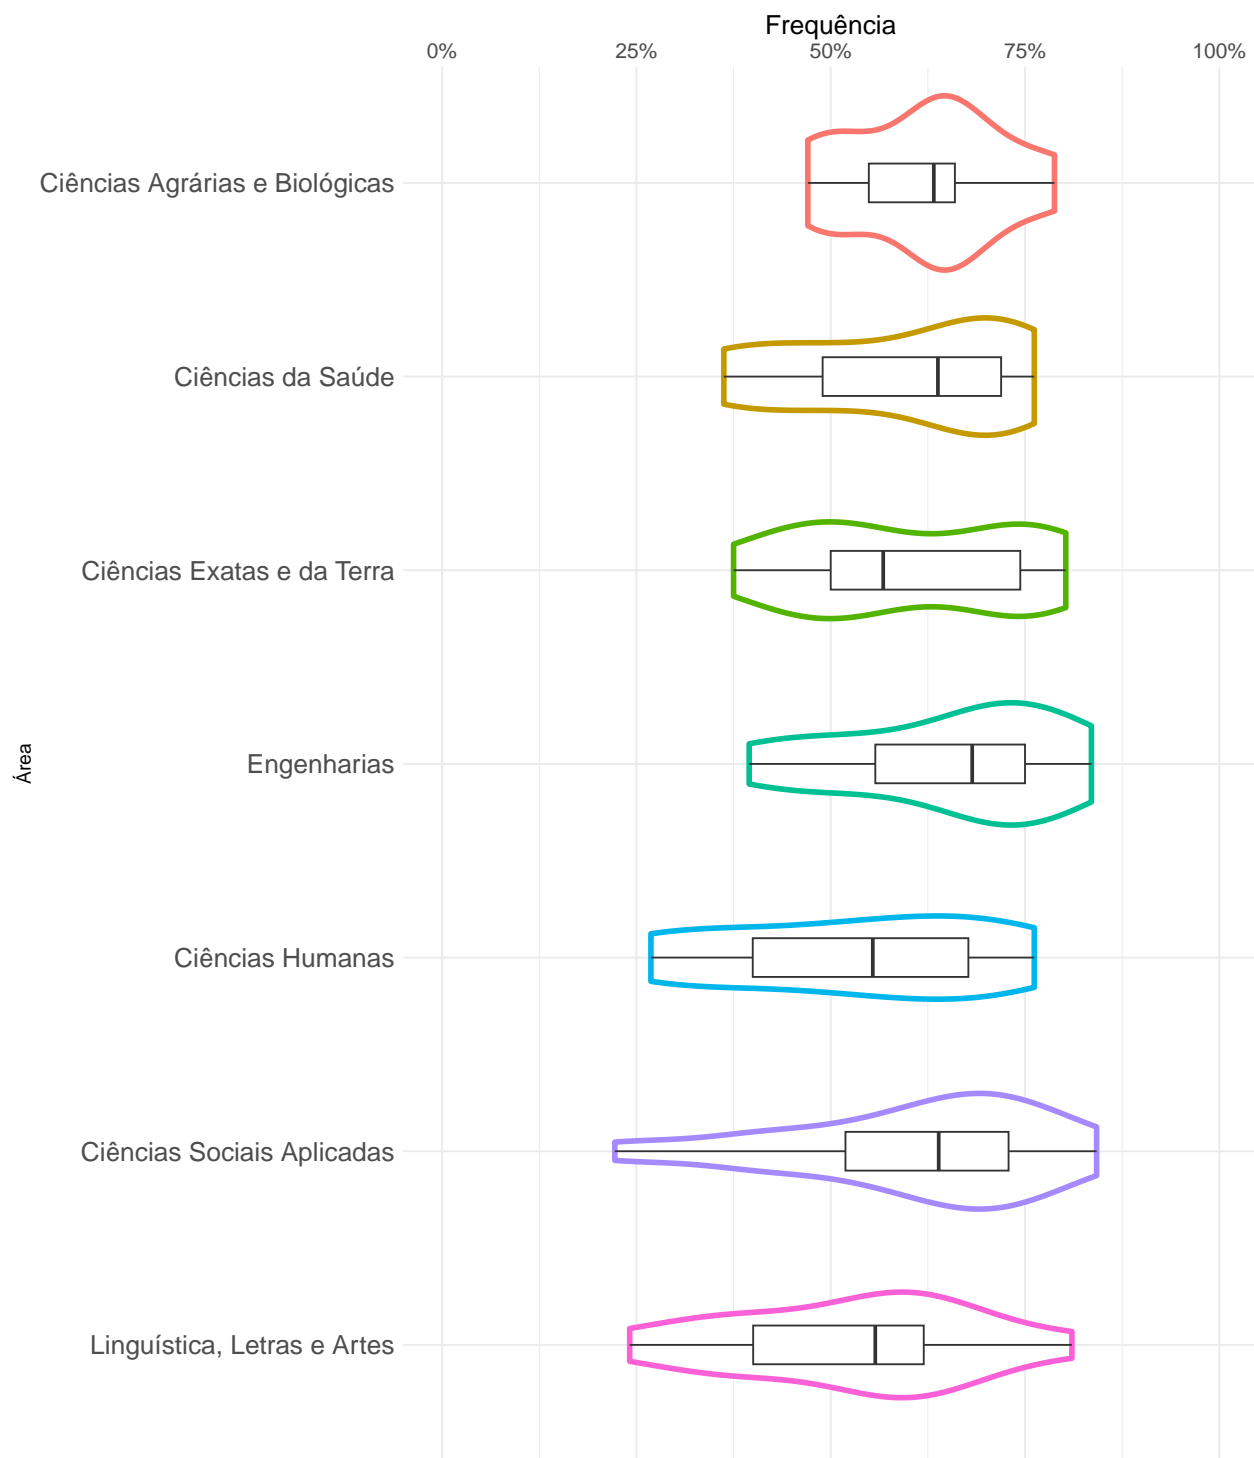 Frequência
0% 25% 50% 75% 100%
Ciências Agrárias e Biológicas
Ciências da Saúde
Ciências Exatas e da Terra
Engenharias
Área
Ciências Humanas
Ciências Sociais Aplicadas
Linguística, Letras e Artes